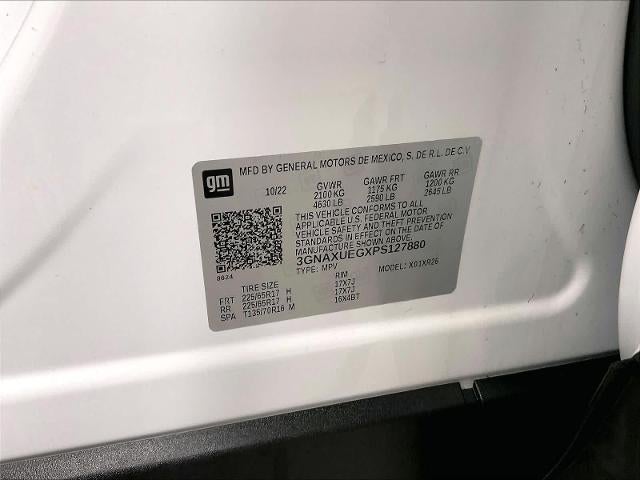 MFD BY GENERAL MOTORS DE MEXICO, S. DE R.L. DE C.V.
gm
10/22 GVWR GAWR FRT GAWR RR
2100 KG 1175 KG 1200 KG
4630 LB 2590 LB 2645 LB
THIS VEHICLE CONFORMS TO ALL
APPLICABLE U.S. FEDERAL MOTOR
VEHICLE SAFETY AND THEFT PREVENTION
STANDARDS IN EFFECT ON THE DATE OF
MANUFACTURE SHOWN ABOVE.
3GNAXUEGXPS127880
8624
TYPE: MPV MODEL: X01XR26
TIRE SIZE RIM
FRT 225/65R17 H 17X7J
RR 225/65R17 H 17X7J
SPA T135/70R16 M 16X4BT